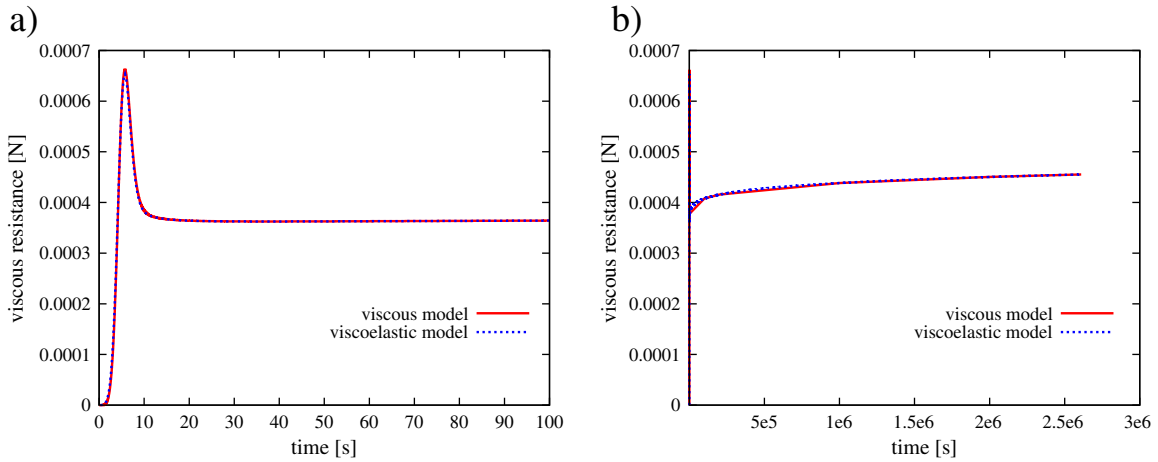 a)
viscous resistance [N]
0.0007
0.0006
0.0005
0.0004
0.0003
0.0002
0.0001
0
viscous model
viscoelastic model
0 10 20 30 40 50 60 70 80 90 100
time [s]
b)
viscous resistance [N]
0.0007
0.0006
0.0005
0.0004
0.0003
0.0002
0.0001
0
viscous model
viscoelastic model
5e5 1e6 1.5e6 2e6 2.5e6 3e6
time [s]